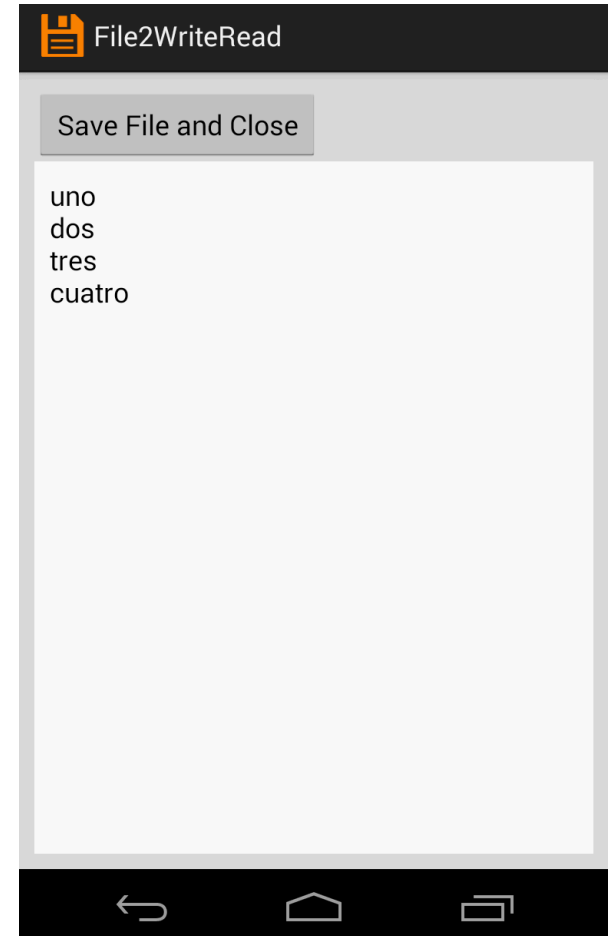 File2WriteRead
Save File and Close
uno
dos
tres
cuatro